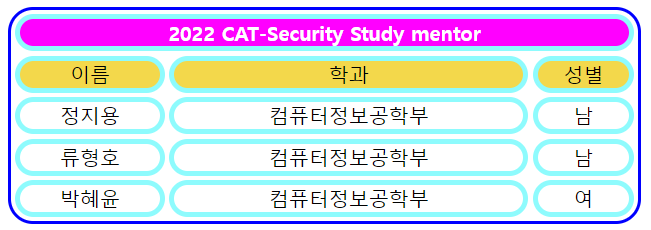 2022 CAT-Security Study mentor
이름 학과 성별
정지용 컴퓨터정보공학부 남
류형호 컴퓨터정보공학부 남
박혜윤 컴퓨터정보공학부 여